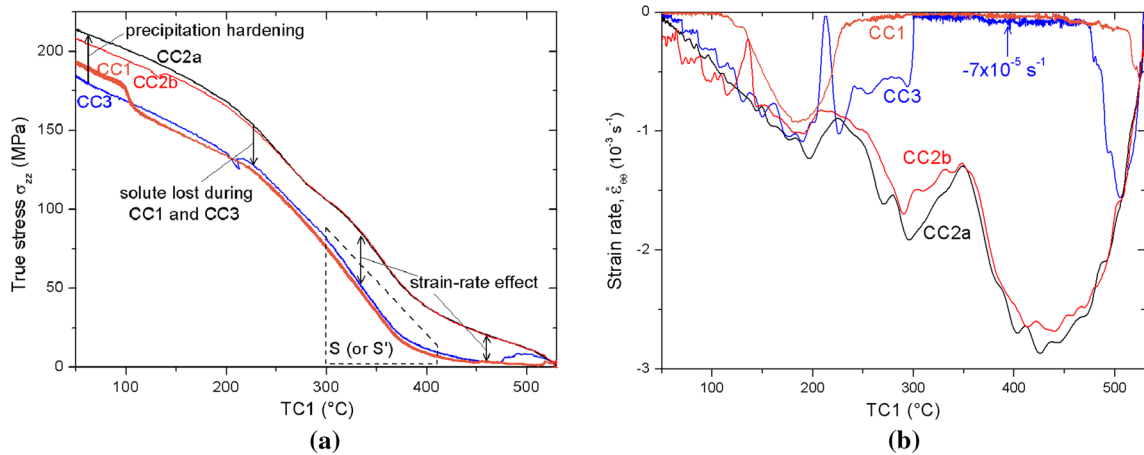 200
150
100
50
0
True stress σzz (MPa)
precipitation hardening
CC2a
CC1
CC2b
CC3
solute lost during
CC1 and CC3
strain-rate effect
S (or S')
100 200 300 400 500
TC1 (°C)
(a)
0
-1
-2
-3
Strain rate, ε̊θθ (10⁻³ s⁻¹)
CC1
-7x10⁻⁵ s⁻¹
CC3
CC2b
CC2a
100 200 300 400 500
TC1 (°C)
(b)